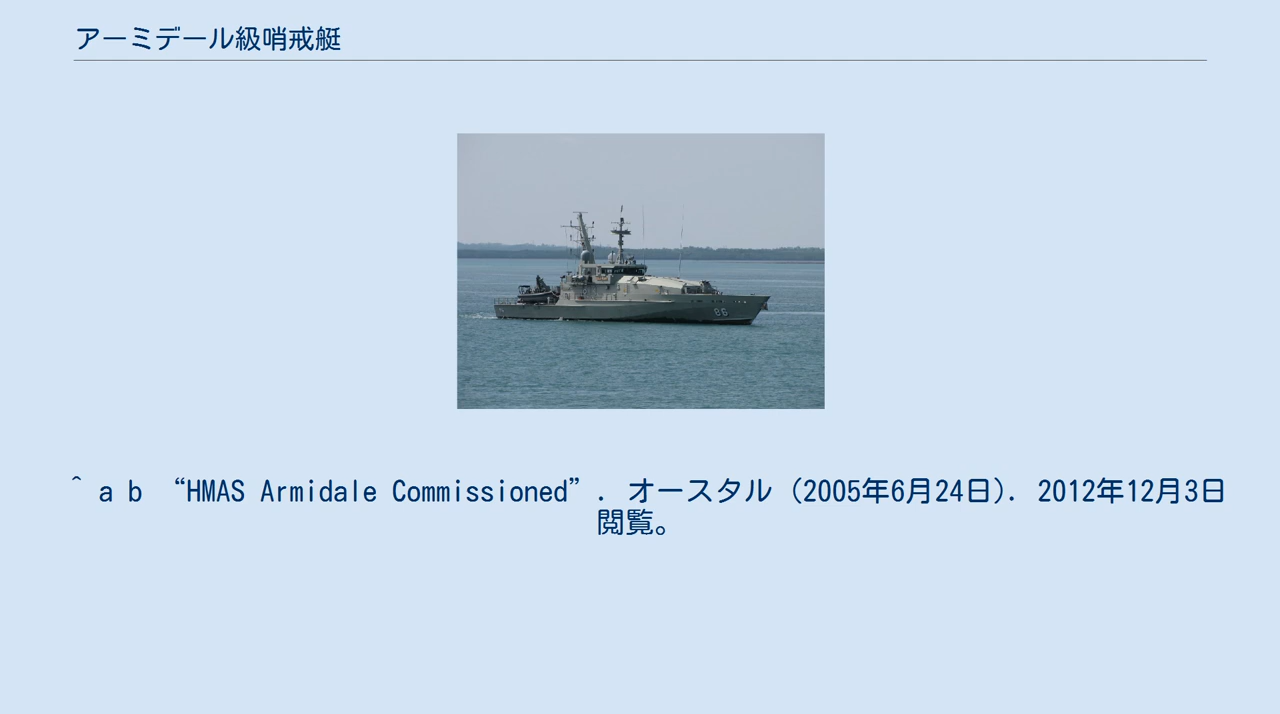 アーミデール級哨戒艇
86
^ a b “HMAS Armidale Commissioned”. オースタル (2005年6月24日). 2012年12月3日
閲覧。